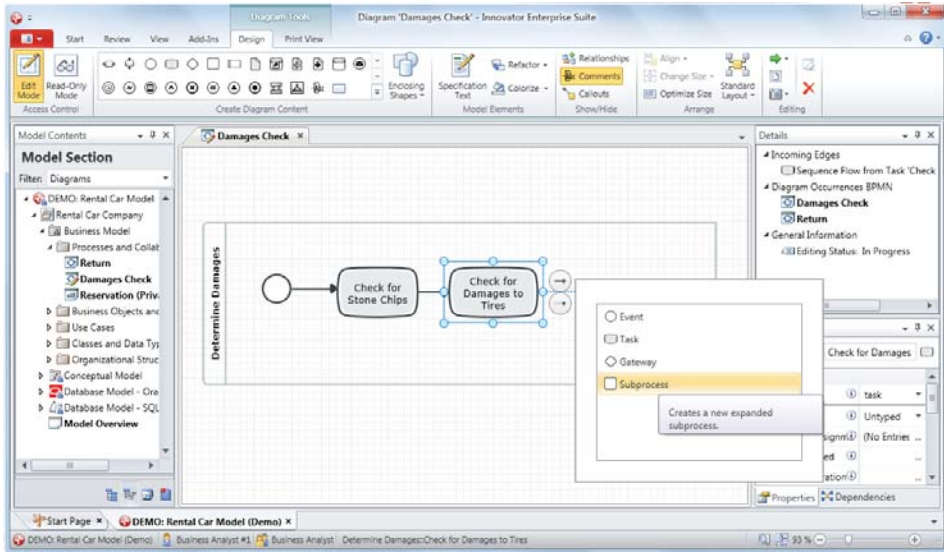 Diagram Tools
Diagram 'Damages Check' - Innovator Enterprise Suite
Start Review View Add-Ins Design Print View
Edit Mode
Read-Only Mode
Access Control
Create Diagram Content
Enclosing Shapes
Specification Text
Refactor
Colorize
Model Elements
Relationships
Comments
Callouts
Show/Hide
Align
Change Size
Optimize Size
Standard Layout
Arrange
Editing
Model Contents
Model Section
Filter: Diagrams
DEMO: Rental Car Model
Rental Car Company
Business Model
Processes and Collat
Return
Damages Check
Reservation (Priv
Business Objects and
Use Cases
Classes and Data Typ
Organizational Struc
Conceptual Model
Database Model - Ora
Database Model - SQL
Model Overview
Damages Check
Determine Damages
Check for
Stone Chips
Check for
Damages to
Tires
Event
Task
Gateway
Subprocess
Creates a new expanded
subprocess.
Details
Incoming Edges
Sequence Flow from Task 'Check
Diagram Occurrences BPMN
Damages Check
Return
General Information
Editing Status: In Progress
Check for Damages
task
Untyped
(No Entries ...
Properties Dependencies
Start Page DEMO: Rental Car Model (Demo)
DEMO: Rental Car Model (Demo) Business Analyst #1 Business Analyst Determine Damages::Check for Damages to Tires
93 %